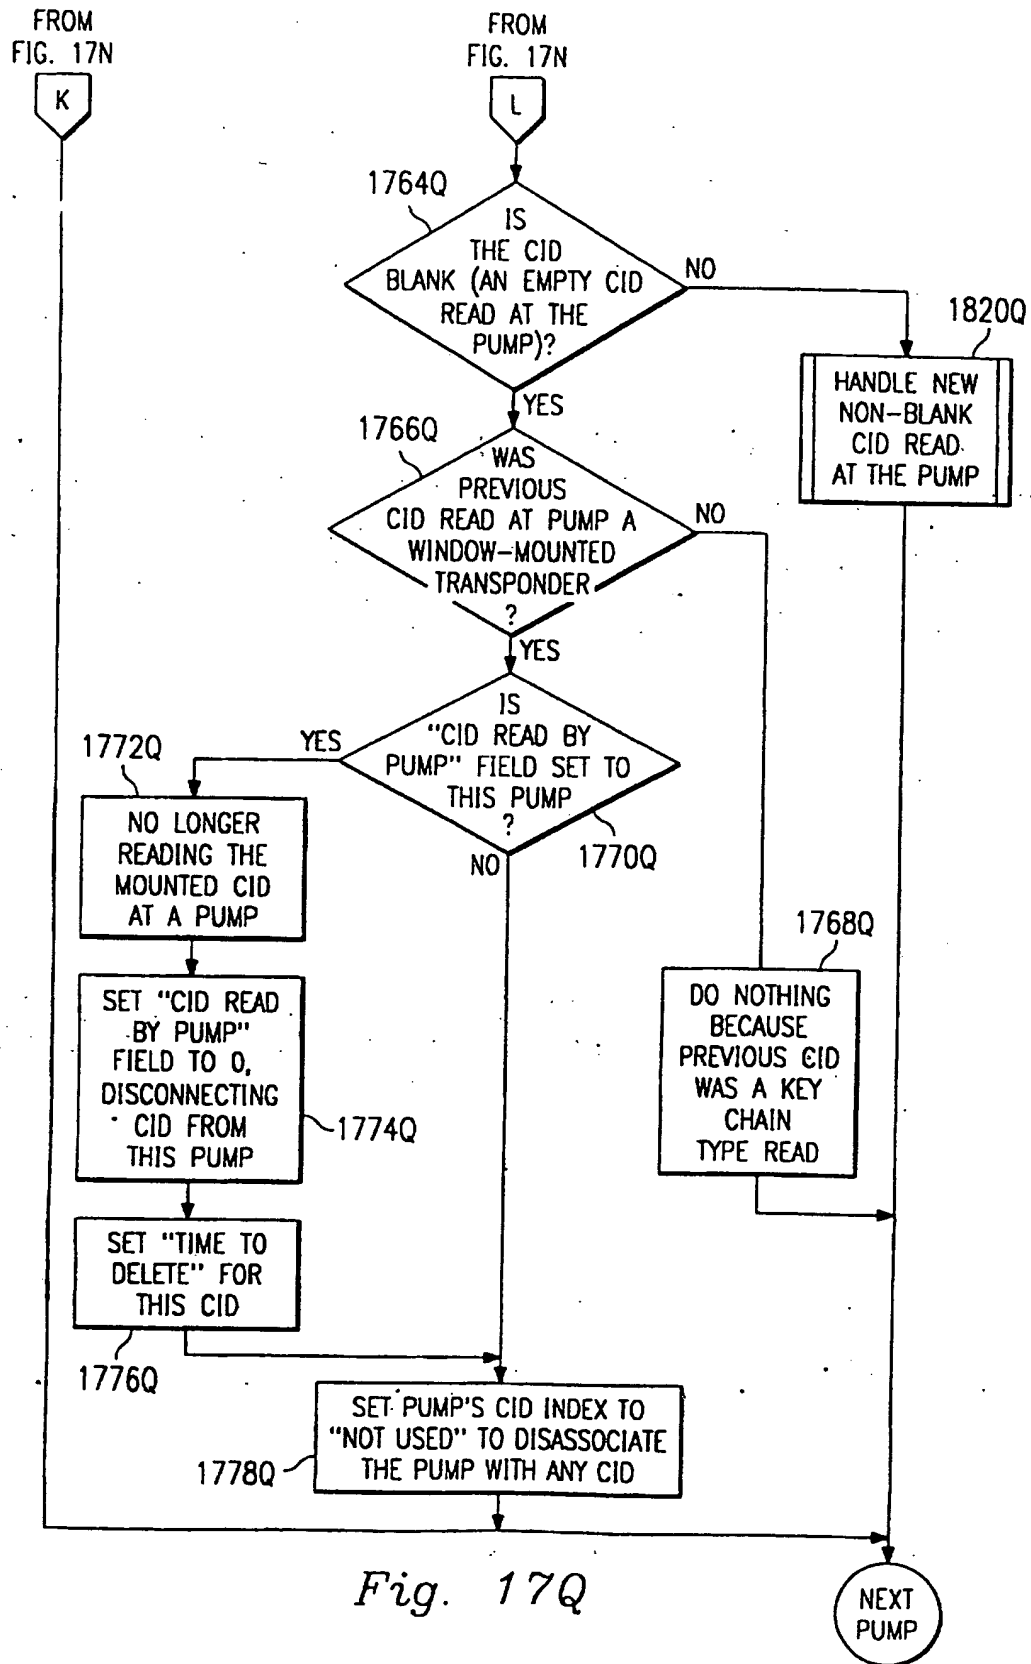 FROM
FIG. 17N
K
FROM
FIG. 17N
L
1764Q
IS
THE CID
BLANK (AN EMPTY CID
READ AT THE
PUMP)?
NO
YES
1820Q
HANDLE NEW
NON-BLANK
CID READ
AT THE PUMP
1766Q
WAS
PREVIOUS
CID READ AT PUMP A
WINDOW-MOUNTED
TRANSPONDER
?
NO
YES
IS
"CID READ BY
PUMP" FIELD SET TO
THIS PUMP
?
YES
NO
1770Q
1772Q
NO LONGER
READING THE
MOUNTED CID
AT A PUMP
1768Q
DO NOTHING
BECAUSE
PREVIOUS CID
WAS A KEY
CHAIN
TYPE READ
SET "CID READ
BY PUMP"
FIELD TO 0,
DISCONNECTING
CID FROM
THIS PUMP
1774Q
SET "TIME TO
DELETE" FOR
THIS CID
1776Q
SET PUMP'S CID INDEX TO
"NOT USED" TO DISASSOCIATE
THE PUMP WITH ANY CID
1778Q
Fig. 17Q
NEXT
PUMP